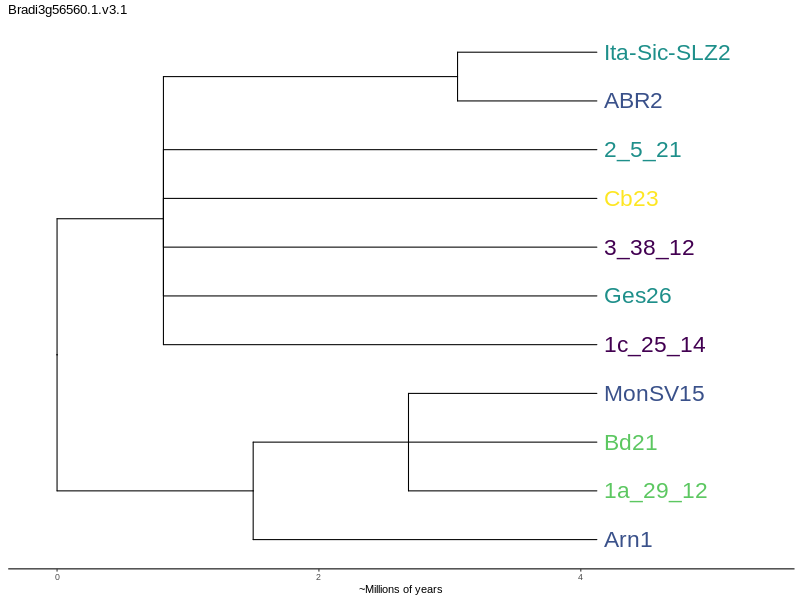 Bradi3g56560.1.v3.1
Ita-Sic-SLZ2
ABR2
2_5_21
Cb23
3_38_12
Ges26
1c_25_14
MonSV15
Bd21
1a_29_12
Arn1
0 2 4
~Millions of years